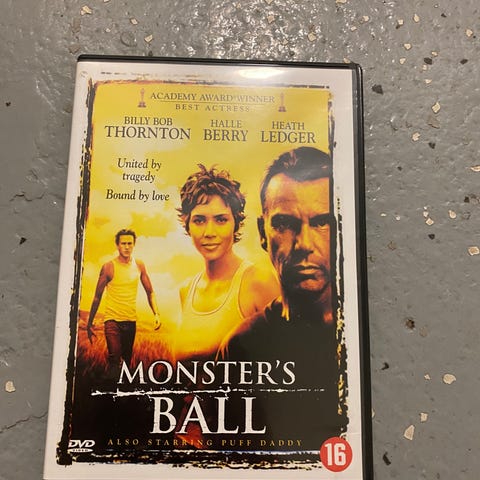 ACADEMY AWARD WINNER
BEST ACTRESS
BILLY BOB THORNTON
HALLE BERRY
HEATH LEDGER
United by
tragedy
Bound by love
MONSTER'S
BALL
ALSO STARRING PUFF DADDY
DVD
VIDEO
16